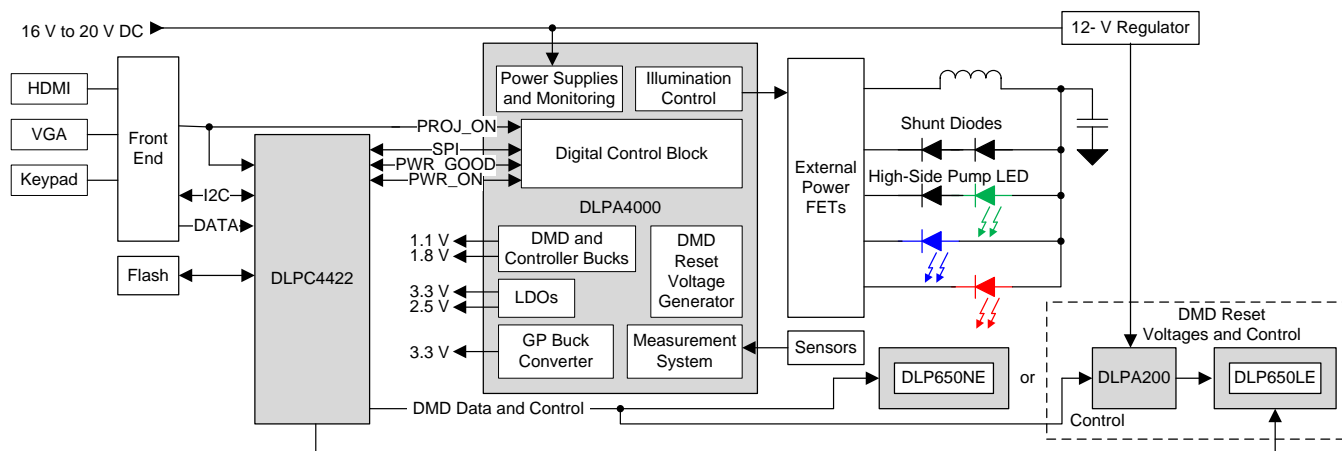 16 V to 20 V DC
12- V Regulator
HDMI
VGA
Keypad
Front
End
Power Supplies
and Monitoring
Illumination
Control
PROJ_ON
SPI
PWR_GOOD
PWR_ON
Digital Control Block
DLPA4000
I2C
DATA
Flash
DLPC4422
1.1 V
1.8 V
DMD and
Controller Bucks
3.3 V
2.5 V
LDOs
DMD
Reset
Voltage
Generator
3.3 V
GP Buck
Converter
Measurement
System
Sensors
External
Power
FETs
Shunt Diodes
High-Side Pump LED
DMD Data and Control
DLP650NE
or
DMD Reset
Voltages and Control
DLPA200
DLP650LE
Control